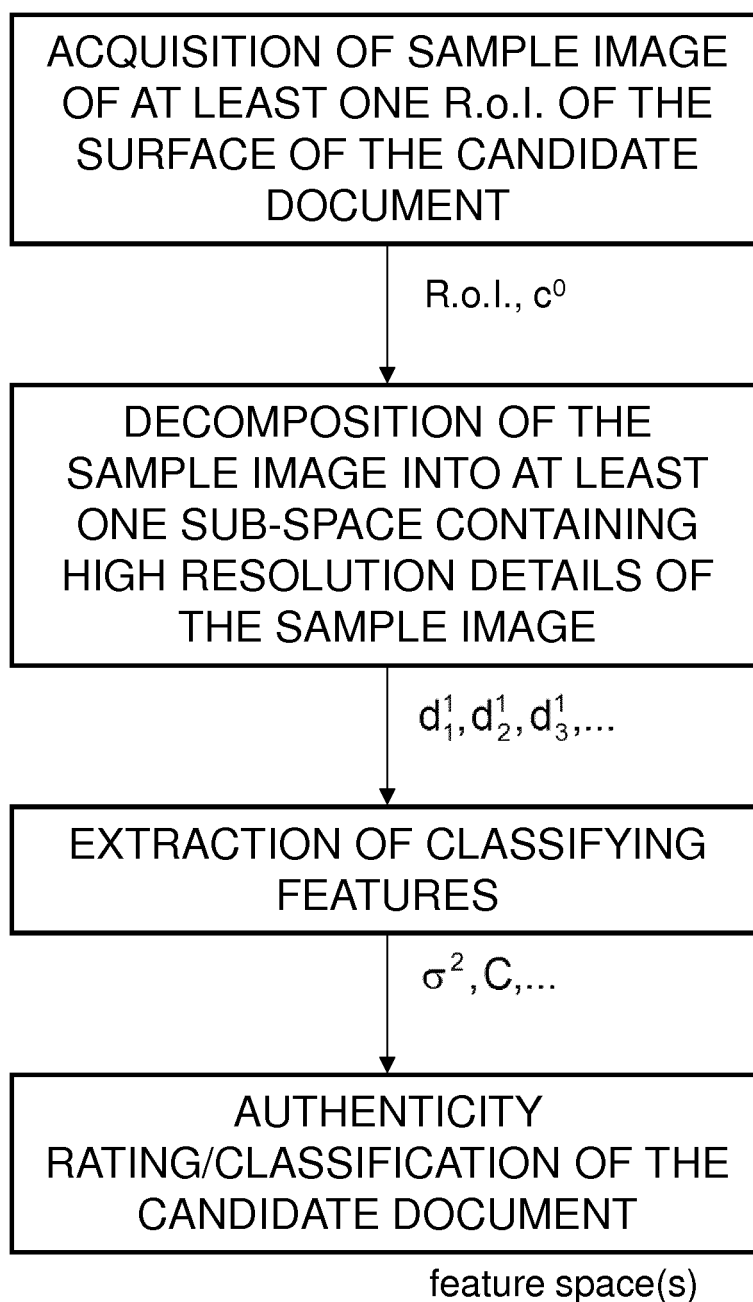 ACQUISITION OF SAMPLE IMAGE
OF AT LEAST ONE R.o.I. OF THE
SURFACE OF THE CANDIDATE
DOCUMENT
R.o.I., c⁰
DECOMPOSITION OF THE
SAMPLE IMAGE INTO AT LEAST
ONE SUB-SPACE CONTAINING
HIGH RESOLUTION DETAILS OF
THE SAMPLE IMAGE
d₁¹, d₂¹, d₃¹,...
EXTRACTION OF CLASSIFYING
FEATURES
σ², C,...
AUTHENTICITY
RATING/CLASSIFICATION OF THE
CANDIDATE DOCUMENT
feature space(s)